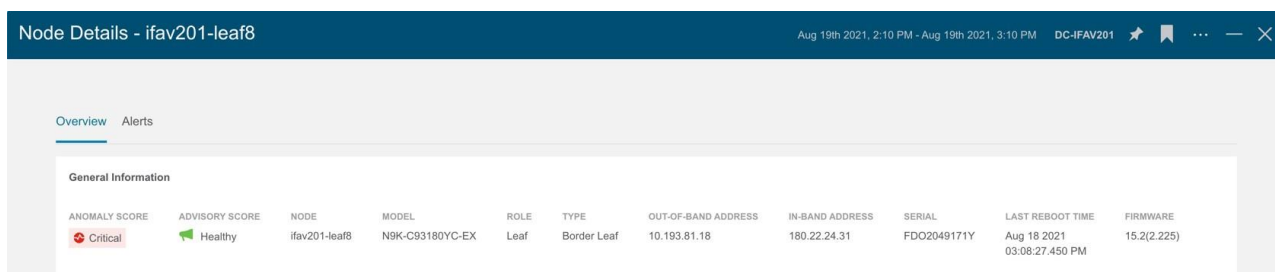 Node Details - ifav201-leaf8
Aug 19th 2021, 2:10 PM - Aug 19th 2021, 3:10 PM DC-IFAV201
Overview Alerts
General Information
ANOMALY SCORE ADVISORY SCORE NODE MODEL ROLE TYPE OUT-OF-BAND ADDRESS IN-BAND ADDRESS SERIAL LAST REBOOT TIME FIRMWARE
Critical Healthy ifav201-leaf8 N9K-C93180YC-EX Leaf Border Leaf 10.193.81.18 180.22.24.31 FDO2049171Y Aug 18 2021 15.2(2.225)
03:08:27.450 PM